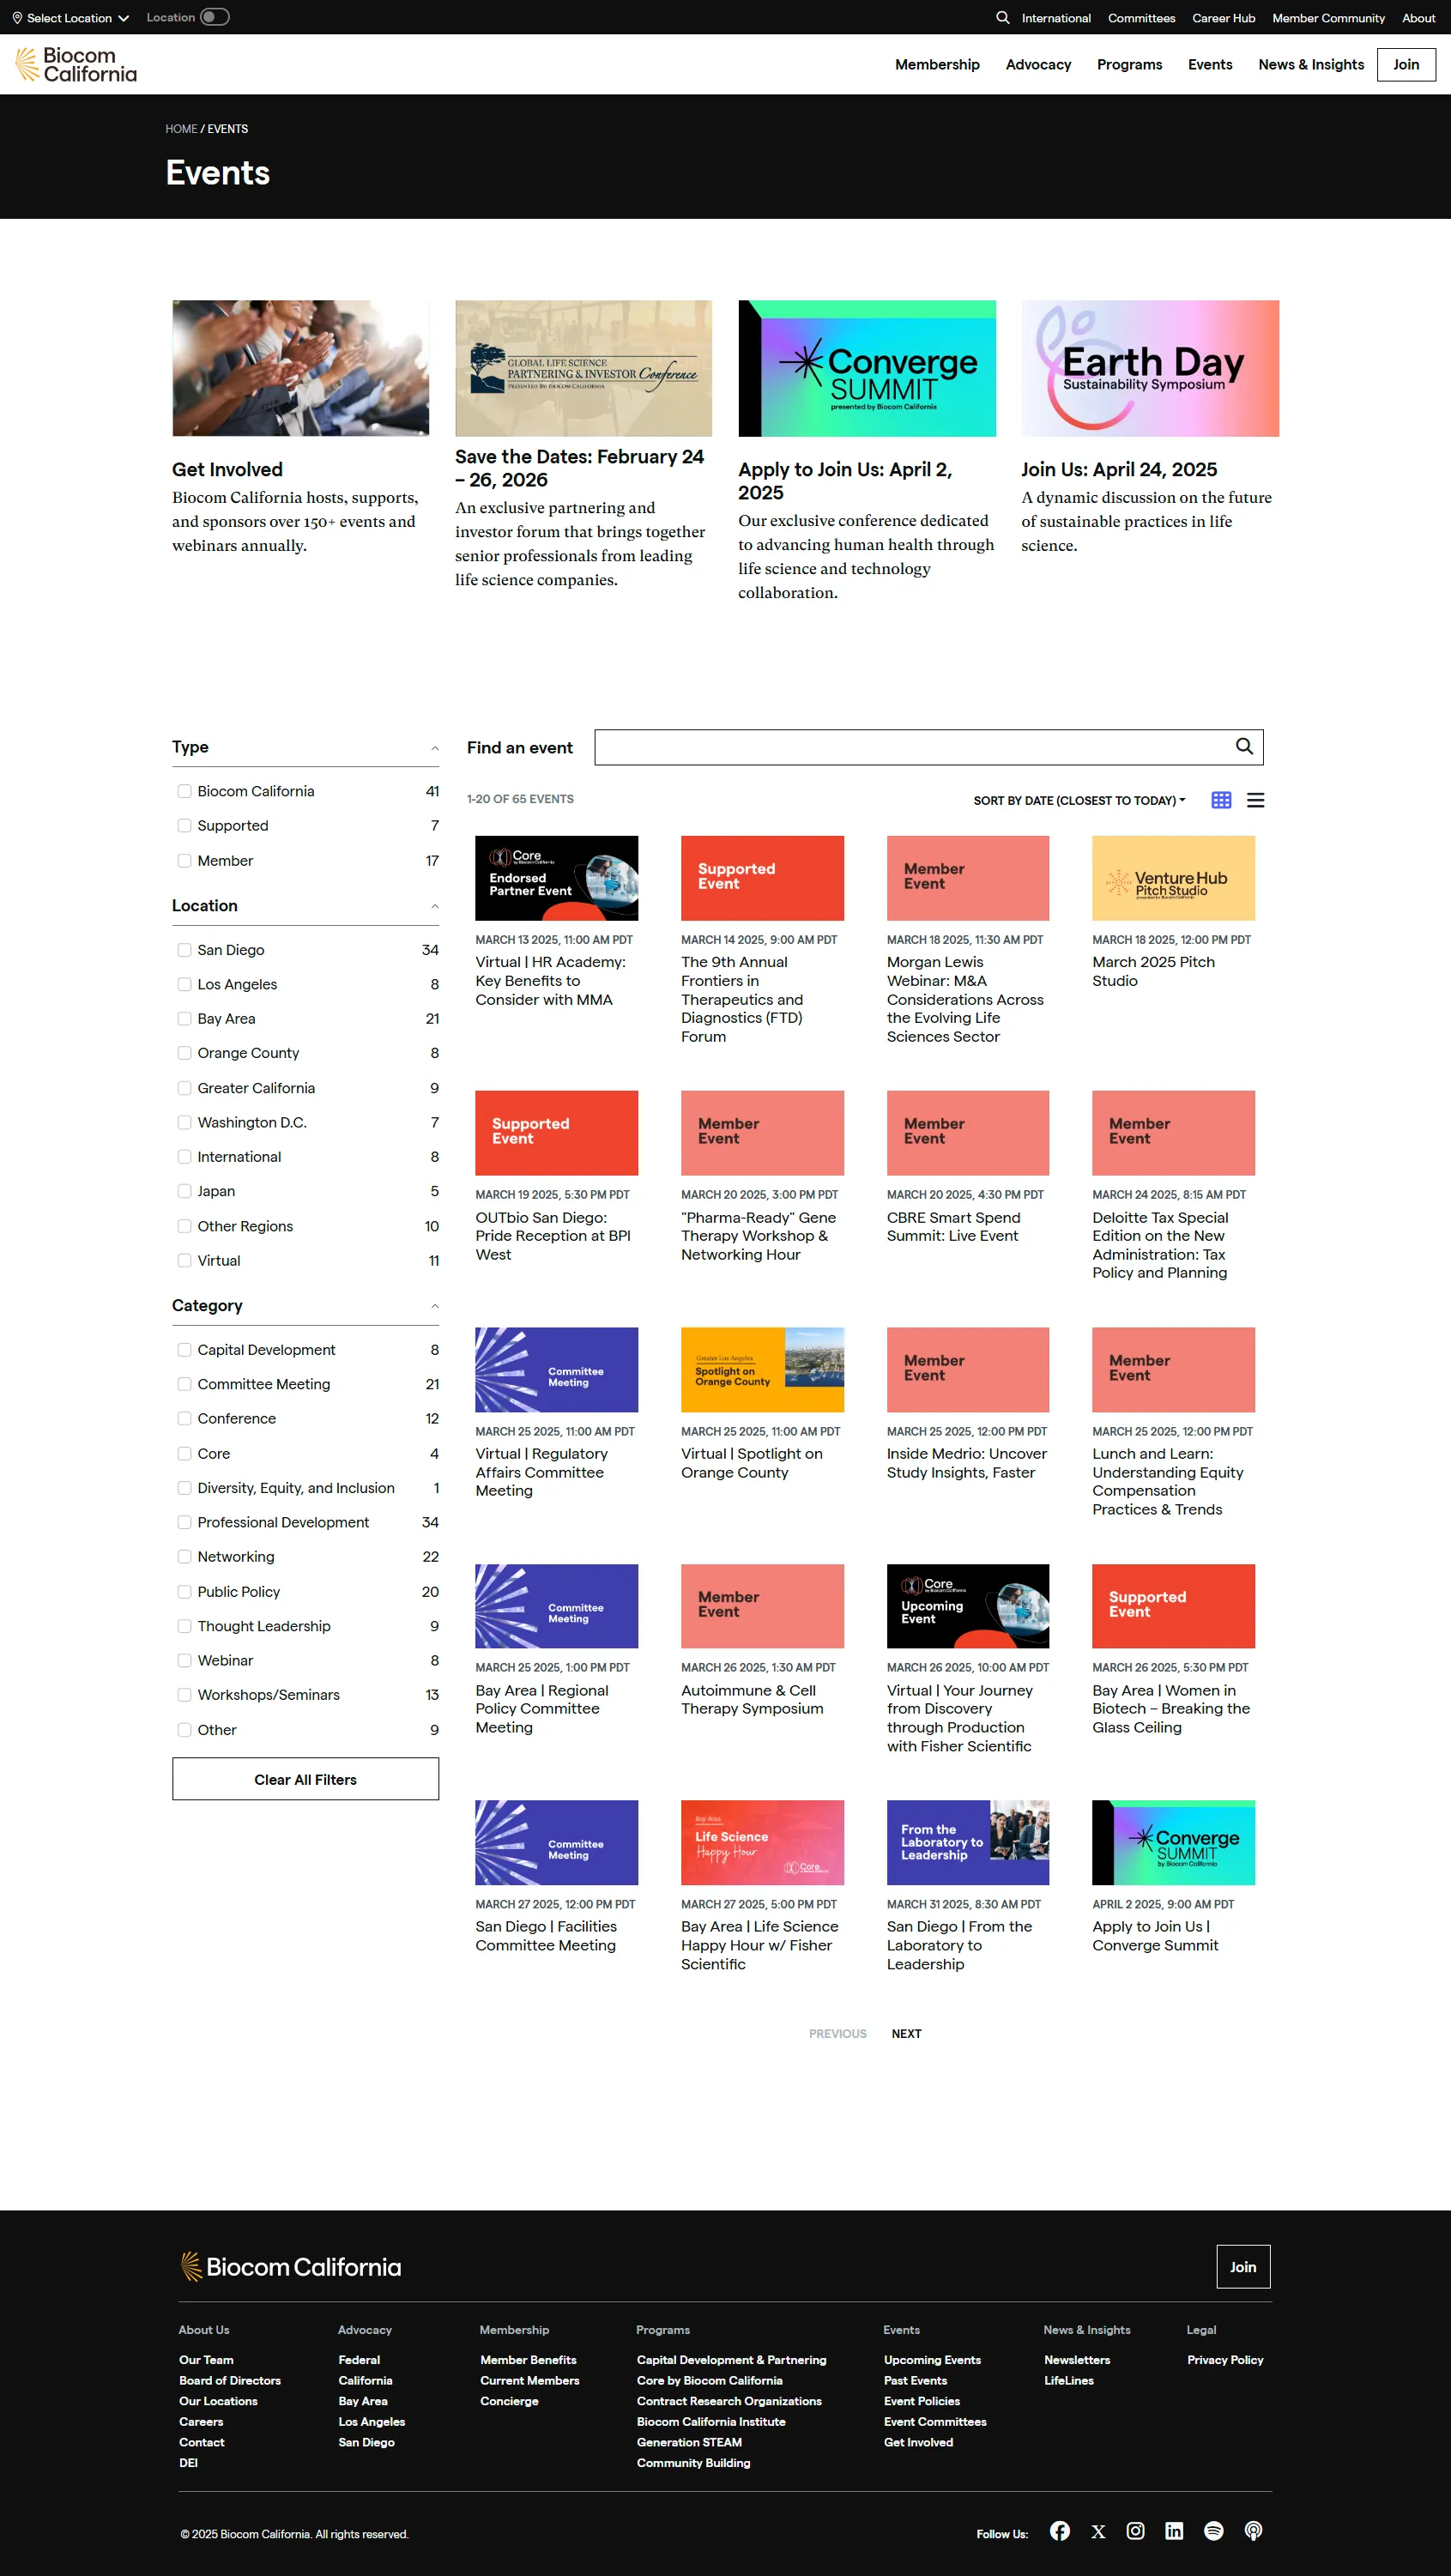 Select Location
Location
International
Committees
Career Hub
Member Community
About
Biocom
California
Membership
Advocacy
Programs
Events
News & Insights
Join
HOME / EVENTS
Events
GLOBAL LIFE SCIENCE
PARTNERING & INVESTOR Conference
PRESENTED BY: BIOCOM CALIFORNIA
Converge
SUMMIT
presented by Biocom California
Earth Day
Sustainability Symposium
Get Involved
Biocom California hosts, supports,
and sponsors over 150+ events and
webinars annually.
Save the Dates: February 24
– 26, 2026
An exclusive partnering and
investor forum that brings together
senior professionals from leading
life science companies.
Apply to Join Us: April 2,
2025
Our exclusive conference dedicated
to advancing human health through
life science and technology
collaboration.
Join Us: April 24, 2025
A dynamic discussion on the future
of sustainable practices in life
science.
Type
Biocom California 41
Supported 7
Member 17
Location
San Diego 34
Los Angeles 8
Bay Area 21
Orange County 8
Greater California 9
Washington D.C. 7
International 8
Japan 5
Other Regions 10
Virtual 11
Category
Capital Development 8
Committee Meeting 21
Conference 12
Core 4
Diversity, Equity, and Inclusion 1
Professional Development 34
Networking 22
Public Policy 20
Thought Leadership 9
Webinar 8
Workshops/Seminars 13
Other 9
Clear All Filters
Find an event
1-20 OF 65 EVENTS
SORT BY DATE (CLOSEST TO TODAY)
Core
by Biocom California
Endorsed
Partner Event
MARCH 13 2025, 11:00 AM PDT
Virtual | HR Academy:
Key Benefits to
Consider with MMA
Supported
Event
MARCH 14 2025, 9:00 AM PDT
The 9th Annual
Frontiers in
Therapeutics and
Diagnostics (FTD)
Forum
Member
Event
MARCH 18 2025, 11:30 AM PDT
Morgan Lewis
Webinar: M&A
Considerations Across
the Evolving Life
Sciences Sector
Venture Hub
Pitch Studio
presented by Biocom California
MARCH 18 2025, 12:00 PM PDT
March 2025 Pitch
Studio
Supported
Event
MARCH 19 2025, 5:30 PM PDT
OUTbio San Diego:
Pride Reception at BPI
West
Member
Event
MARCH 20 2025, 3:00 PM PDT
"Pharma-Ready" Gene
Therapy Workshop &
Networking Hour
Member
Event
MARCH 20 2025, 4:30 PM PDT
CBRE Smart Spend
Summit: Live Event
Member
Event
MARCH 24 2025, 8:15 AM PDT
Deloitte Tax Special
Edition on the New
Administration: Tax
Policy and Planning
Committee
Meeting
MARCH 25 2025, 11:00 AM PDT
Virtual | Regulatory
Affairs Committee
Meeting
Greater Los Angeles
Spotlight on
Orange County
MARCH 25 2025, 11:00 AM PDT
Virtual | Spotlight on
Orange County
Member
Event
MARCH 25 2025, 12:00 PM PDT
Inside Medrio: Uncover
Study Insights, Faster
Member
Event
MARCH 25 2025, 12:00 PM PDT
Lunch and Learn:
Understanding Equity
Compensation
Practices & Trends
Committee
Meeting
MARCH 25 2025, 1:00 PM PDT
Bay Area | Regional
Policy Committee
Meeting
Member
Event
MARCH 26 2025, 1:30 AM PDT
Autoimmune & Cell
Therapy Symposium
Core
by Biocom California
Upcoming
Event
MARCH 26 2025, 10:00 AM PDT
Virtual | Your Journey
from Discovery
through Production
with Fisher Scientific
Supported
Event
MARCH 26 2025, 5:30 PM PDT
Bay Area | Women in
Biotech – Breaking the
Glass Ceiling
Committee
Meeting
MARCH 27 2025, 12:00 PM PDT
San Diego | Facilities
Committee Meeting
Bay Area
Life Science
Happy Hour
Core
MARCH 27 2025, 5:00 PM PDT
Bay Area | Life Science
Happy Hour w/ Fisher
Scientific
From the
Laboratory to
Leadership
MARCH 31 2025, 8:30 AM PDT
San Diego | From the
Laboratory to
Leadership
Converge
SUMMIT
by Biocom California
APRIL 2 2025, 9:00 AM PDT
Apply to Join Us |
Converge Summit
PREVIOUS
NEXT
Biocom California
Join
About Us
Our Team
Board of Directors
Our Locations
Careers
Contact
DEI
Advocacy
Federal
California
Bay Area
Los Angeles
San Diego
Membership
Member Benefits
Current Members
Concierge
Programs
Capital Development & Partnering
Core by Biocom California
Contract Research Organizations
Biocom California Institute
Generation STEAM
Community Building
Events
Upcoming Events
Past Events
Event Policies
Event Committees
Get Involved
News & Insights
Newsletters
LifeLines
Legal
Privacy Policy
© 2025 Biocom California. All rights reserved.
Follow Us: